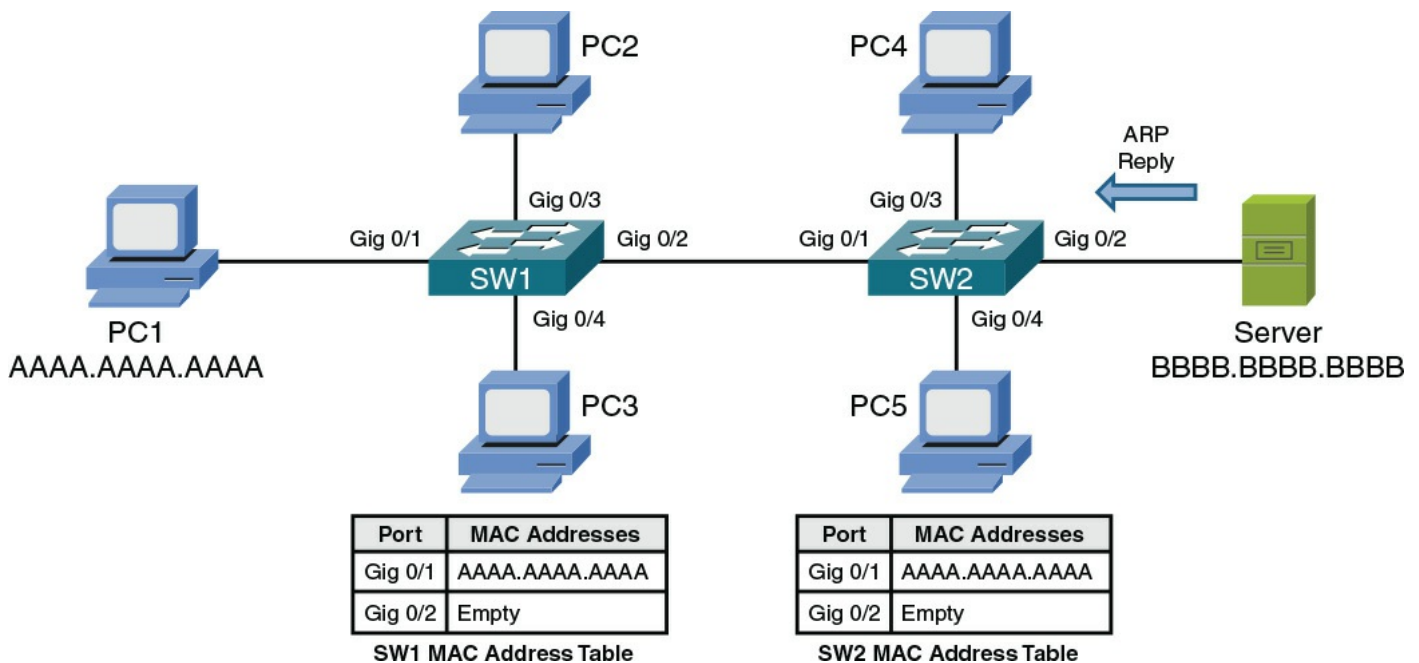 PC2
PC4
ARP
Reply
Gig 0/3
Gig 0/3
Gig 0/1
Gig 0/2
Gig 0/1
Gig 0/2
SW1
SW2
Gig 0/4
Gig 0/4
PC1
AAAA.AAAA.AAAA
Server
BBBB.BBBB.BBBB
PC3
PC5
Port MAC Addresses
Gig 0/1 AAAA.AAAA.AAAA
Gig 0/2 Empty
SW1 MAC Address Table
Port MAC Addresses
Gig 0/1 AAAA.AAAA.AAAA
Gig 0/2 Empty
SW2 MAC Address Table